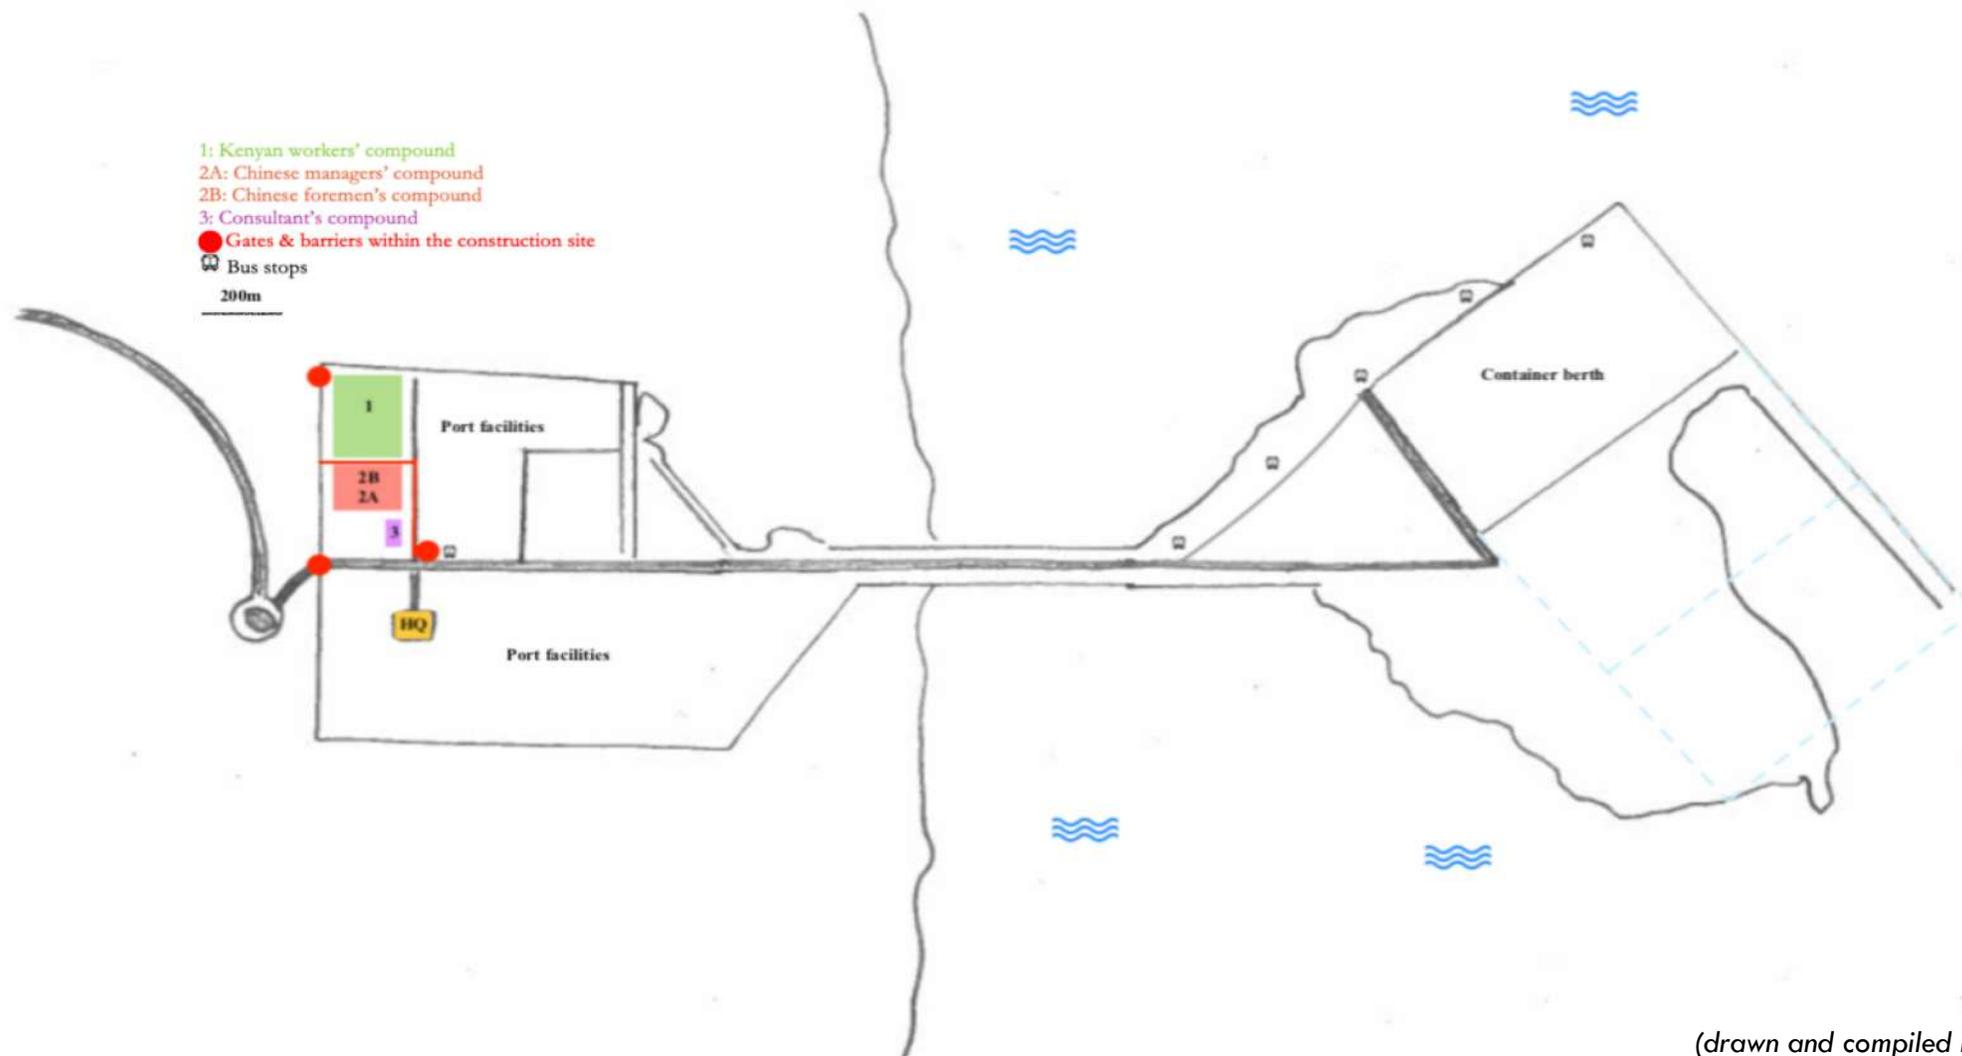 1: Kenyan workers' compound
2A: Chinese managers' compound
2B: Chinese foremen's compound
3: Consultant's compound
Gates & barriers within the construction site
Bus stops
200m
Container berth
1
Port facilities
2B
2A
3
HQ
Port facilities
(drawn and compiled